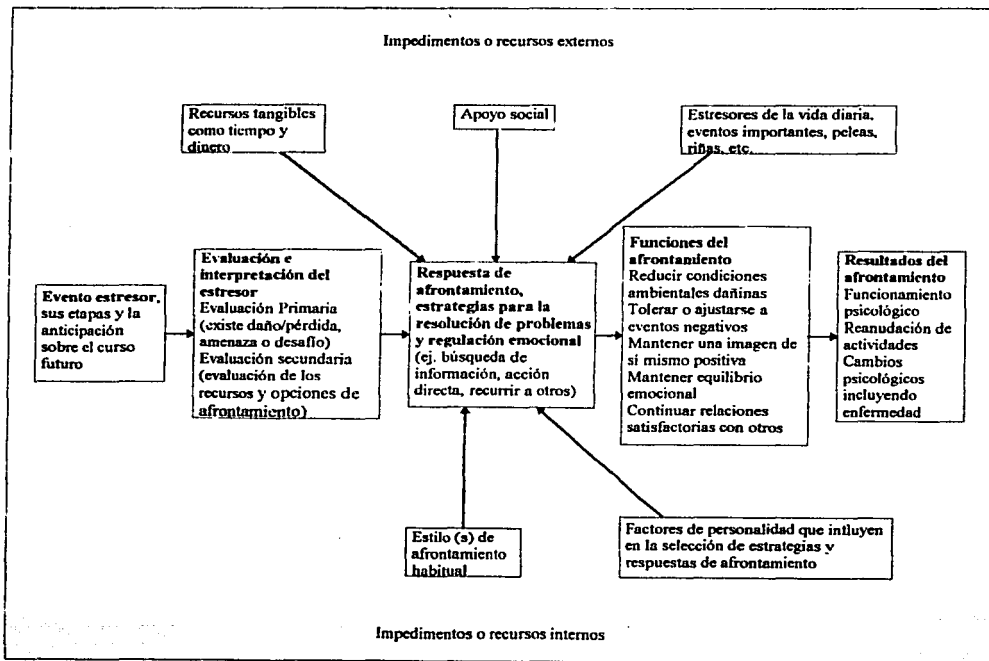 Impedimentos o recursos externos
Recursos tangibles
como tiempo y
dinero
Apoyo social
Estresores de la vida diaria,
eventos importantes, peleas,
riñas, etc.
Evento estresor,
sus etapas y la
anticipación
sobre el curso
futuro
Evaluación e
interpretación del
estresor
Evaluación Primaria
(existe daño/pérdida,
amenaza o desafío)
Evaluación secundaria
(evaluación de los
recursos y opciones de
afrontamiento)
Respuesta de
afrontamiento,
estrategias para la
resolución de problemas
y regulación emocional
(ej. búsqueda de
información, acción
directa, recurrir a otros)
Funciones del
afrontamiento
Reducir condiciones
ambientales dañinas
Tolerar o ajustarse a
eventos negativos
Mantener una imagen de
sí mismo positiva
Mantener equilibrio
emocional
Continuar relaciones
satisfactorias con otros
Resultados del
afrontamiento
Funcionamiento
psicológico
Reanudación de
actividades
Cambios
psicológicos
incluyendo
enfermedad
Estilo (s) de
afrontamiento
habitual
Factores de personalidad que influyen
en la selección de estrategias y
respuestas de afrontamiento
Impedimentos o recursos internos